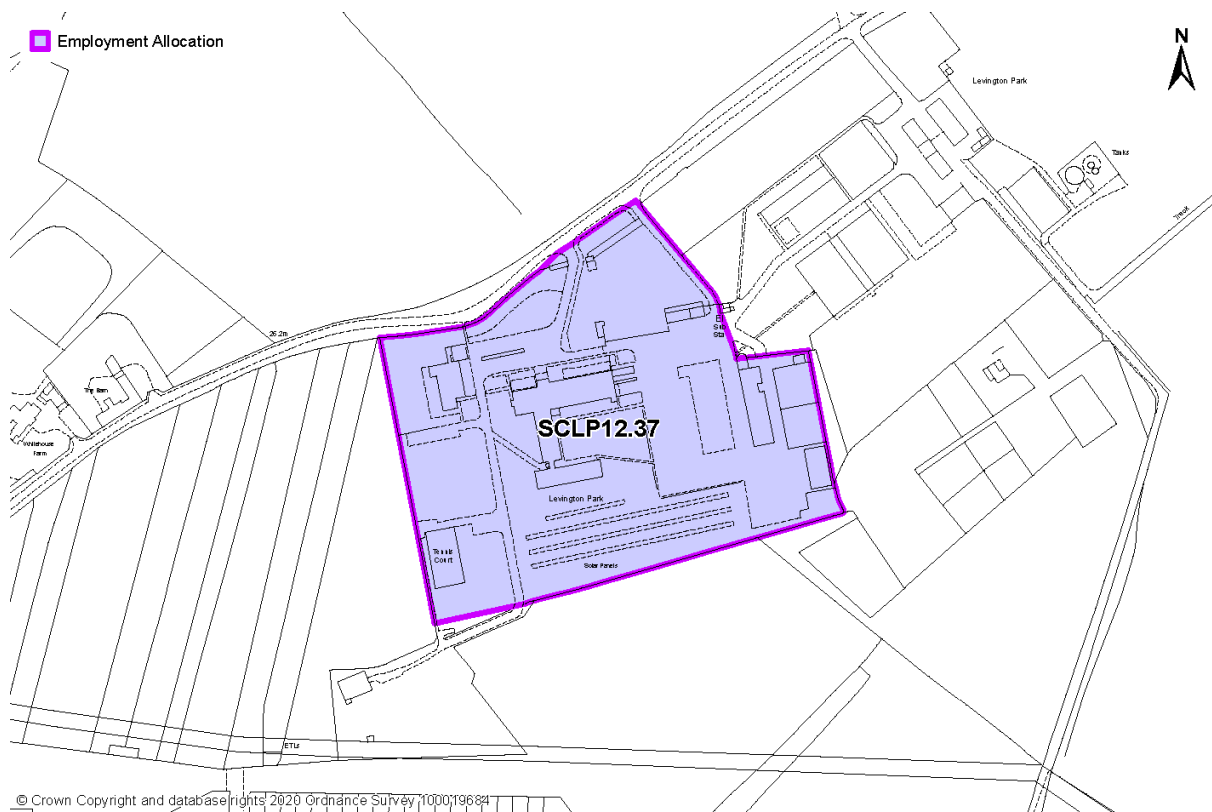 Employment Allocation
N
Levington Park
Tanks
Track
26.2m
El
Sub
Sta
The Barn
Whitehouse
Farm
SCLP12.37
Levington Park
Tennis
Court
Solar Panels
ETLs
© Crown Copyright and database rights 2020 Ordnance Survey 100019684